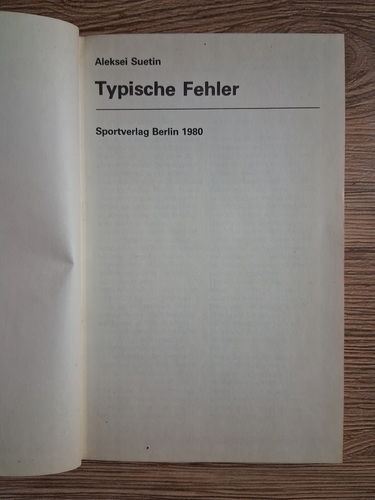 Aleksei Suetin
Typische Fehler
Sportverlag Berlin 1980